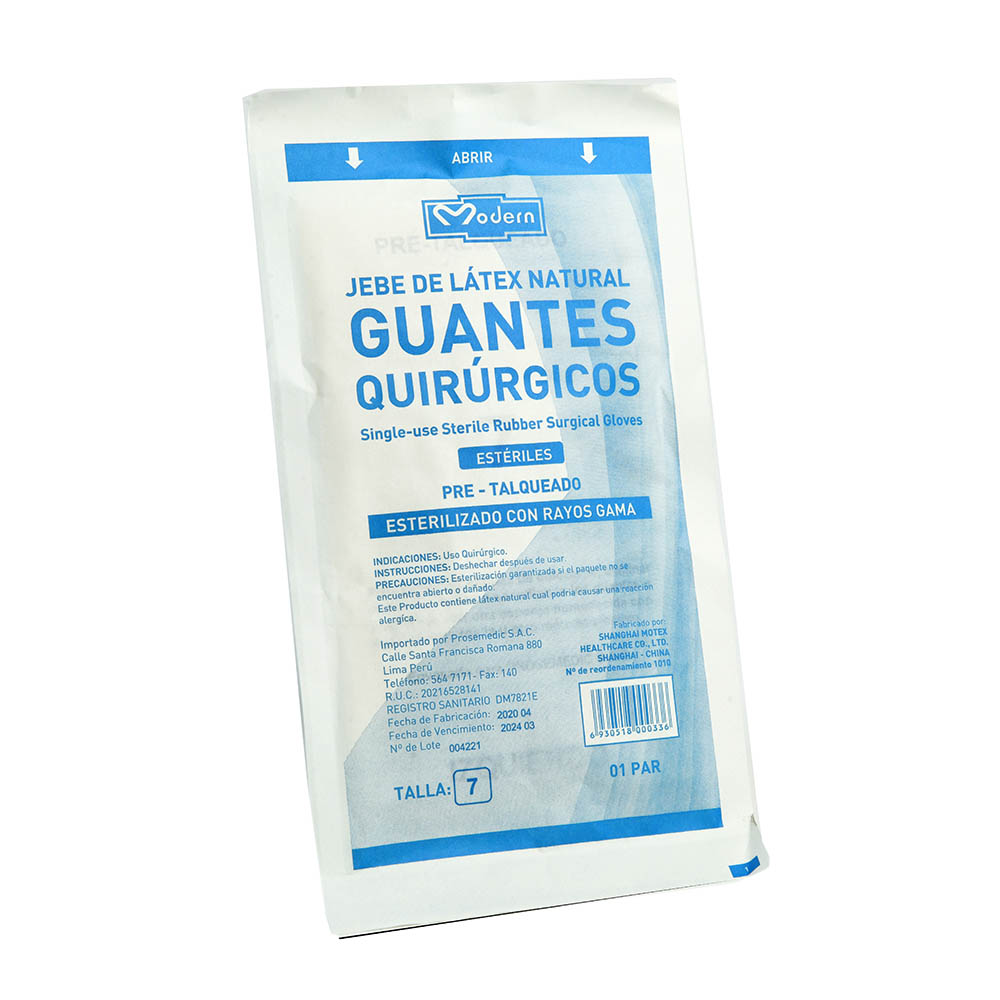 ABRIR
Modern
PRE-TALQUEADO
JEBE DE LÁTEX NATURAL
GUANTES
QUIRÚRGICOS
Single-use Sterile Rubber Surgical Gloves
ESTÉRILES
PRE - TALQUEADO
ESTERILIZADO CON RAYOS GAMA
INDICACIONES: Uso Quirúrgico.
INSTRUCCIONES: Deshechar después de usar.
PRECAUCIONES: Esterilización garantizada si el paquete no se
encuentra abierto o dañado.
Este Producto contiene látex natural cual podria causar una reacción
alergíca.
Importado por Prosemedic S.A.C.
Calle Santa Francisca Romana 880
Lima Perú
Teléfono: 564 7171- Fax: 140
R.U.C.: 20216528141
REGISTRO SANITARIO DM7821E
Fecha de Fabricación: 2020 04
Fecha de Vencimiento: 2024 03
Nº de Lote 004221
TALLA: 7
Fabricado por:
SHANGHAI MOTEX
HEALTHCARE CO., LTD.
SHANGHAI - CHINA
Nº de reordenamiento 1010
6 930518 000336
01 PAR